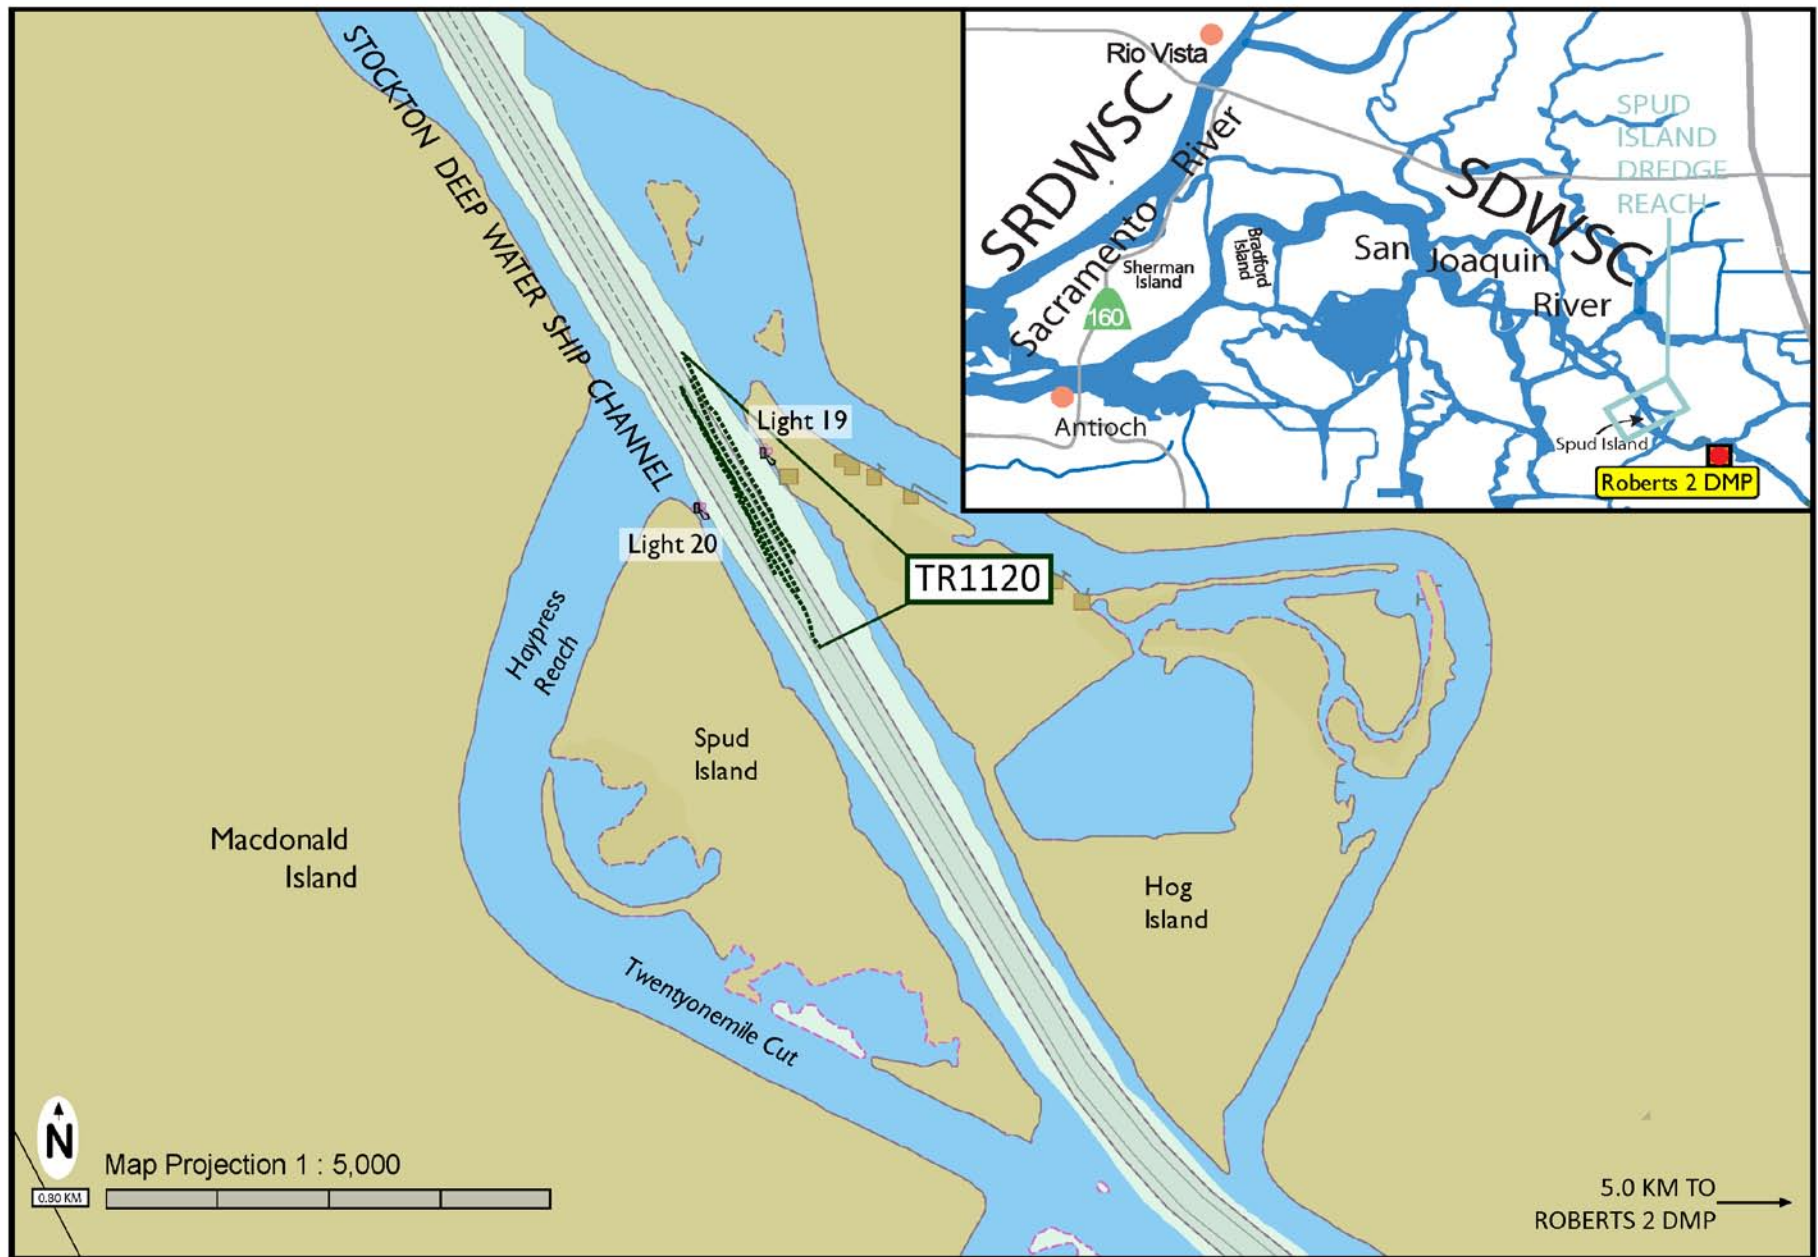 STOCKTON DEEP WATER SHIP CHANNEL
Light 19
Light 20
TR1120
Haypress
Reach
Spud
Island
Macdonald
Island
Hog
Island
Twentyonemile Cut
N
Map Projection 1 : 5,000
0.80 KM
5.0 KM TO
ROBERTS 2 DMP
Rio Vista
SRDWSC
Sacramento River
SPUD
ISLAND
DREDGE
REACH
SDWSC
San Joaquin
River
Sherman
Island
Bradford
Island
160
Antioch
Spud Island
Roberts 2 DMP